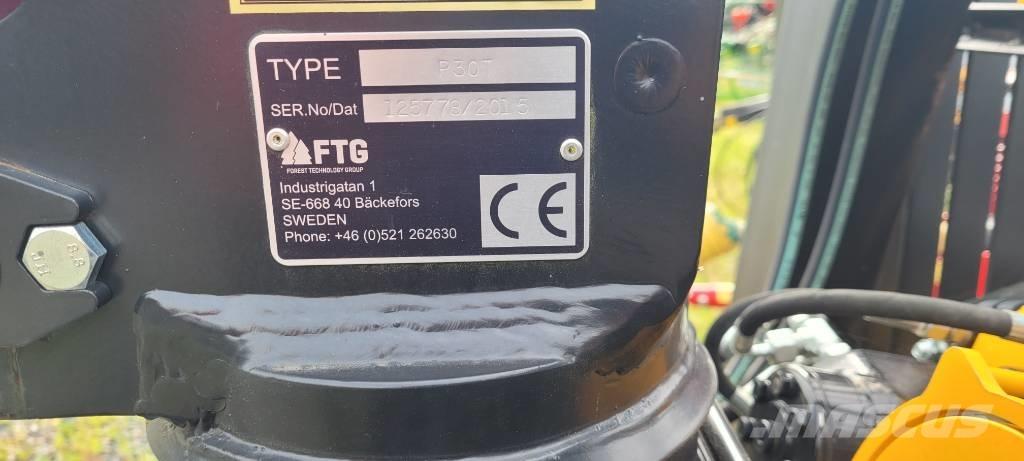 TYPE P30T
SER.No/Dat 125778/2015
FTG
FOREST TECHNOLOGY GROUP
Industrigatan 1
SE-668 40 Bäckefors
SWEDEN
Phone: +46 (0)521 262630
CE
8.8
MASCUS